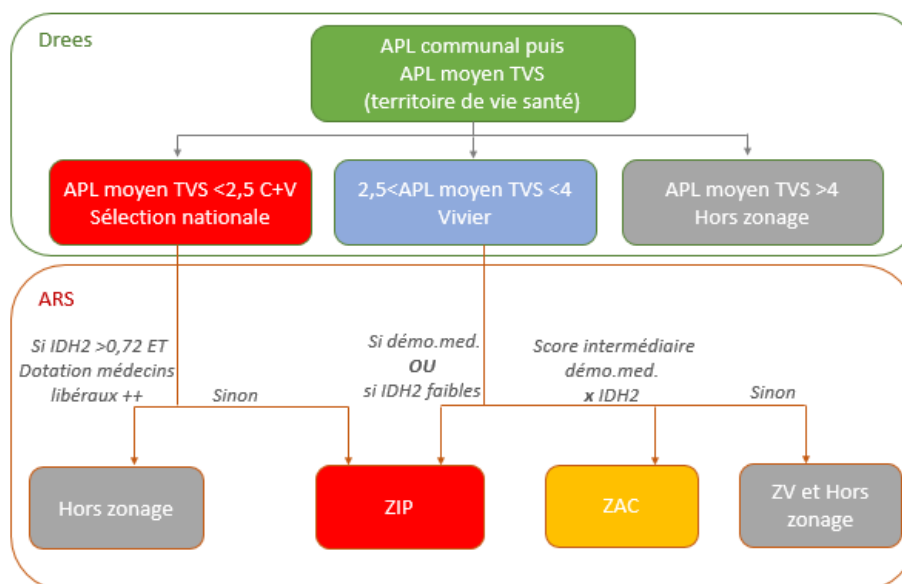 Drees
APL communal puis
APL moyen TVS
(territoire de vie santé)
APL moyen TVS <2,5 C+V
Sélection nationale
2,5<APL moyen TVS <4
Vivier
APL moyen TVS >4
Hors zonage
ARS
Si IDH2 >0,72 ET
Dotation médecins
libéraux ++
Sinon
Si démo.med.
OU
si IDH2 faibles
Score intermédiaire
démo.med.
x IDH2
Sinon
Hors zonage
ZIP
ZAC
ZV et Hors
zonage